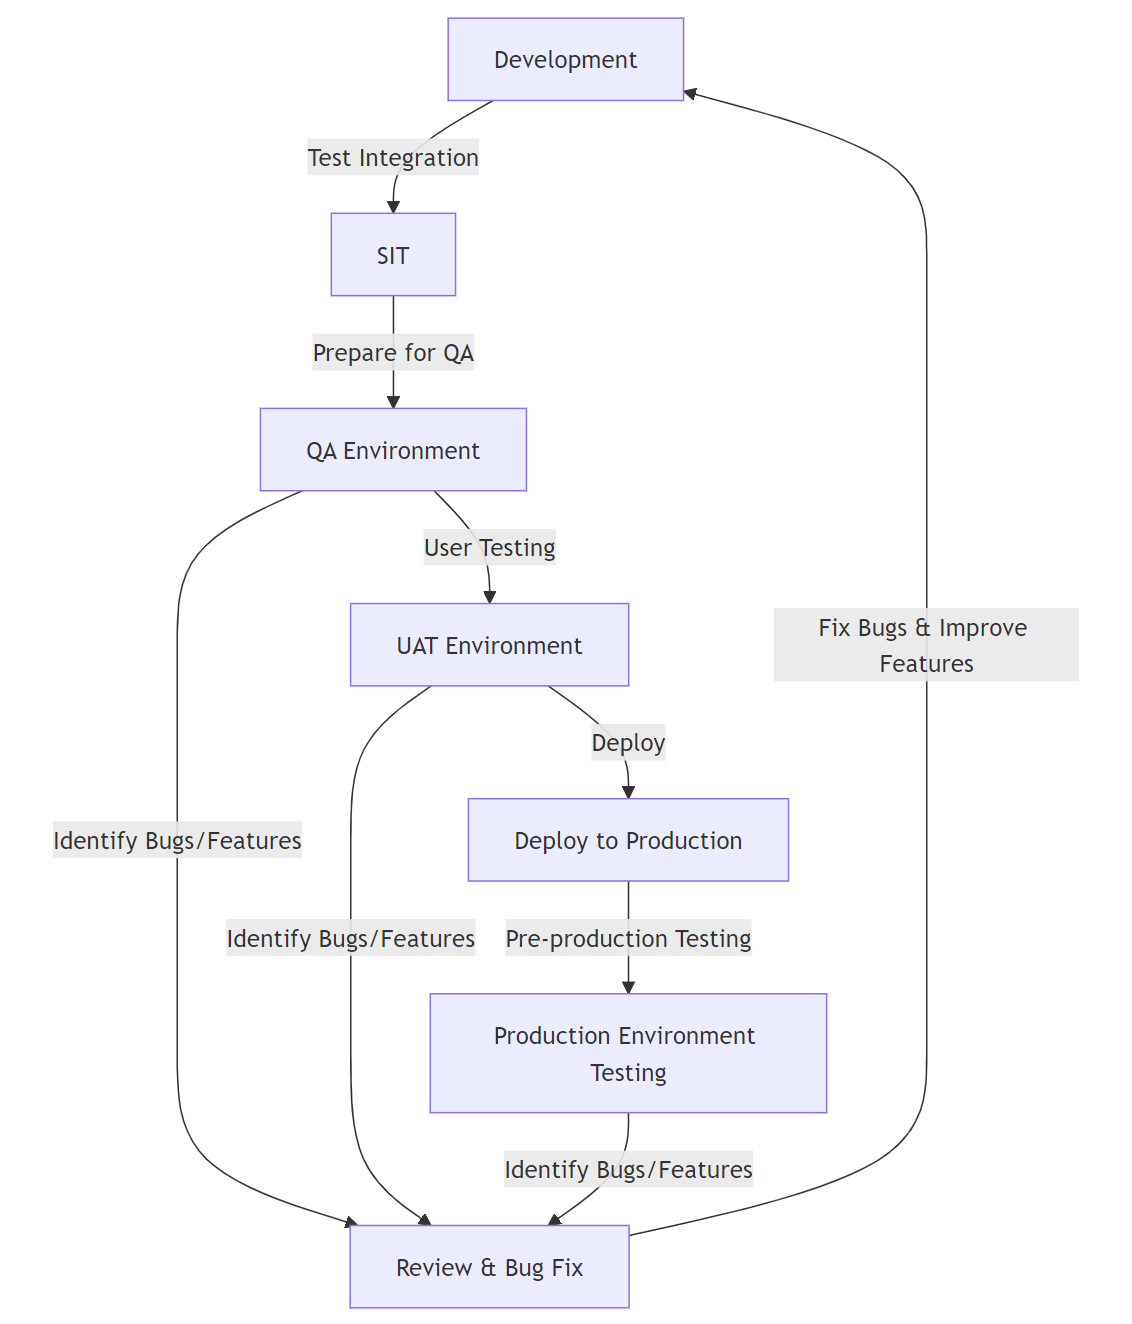 Development
Test Integration
SIT
Prepare for QA
QA Environment
User Testing
UAT Environment
Fix Bugs & Improve
Features
Deploy
Deploy to Production
Identify Bugs/Features
Identify Bugs/Features
Pre-production Testing
Production Environment
Testing
Identify Bugs/Features
Review & Bug Fix